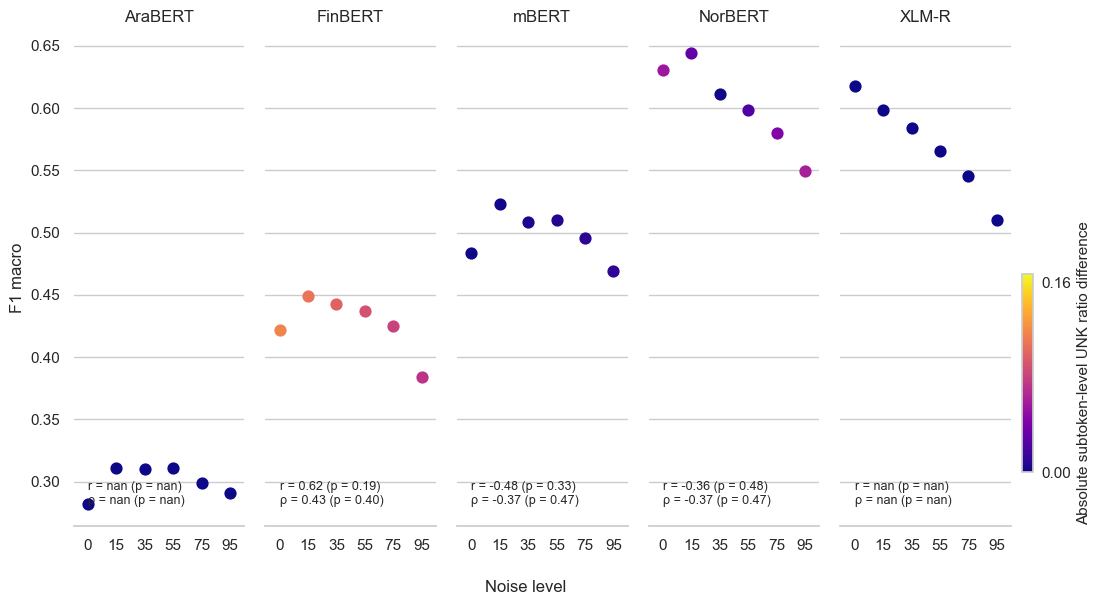 AraBERT FinBERT mBERT NorBERT XLM-R
0.65
0.60
0.55
0.50
0.45
0.40
0.35
0.30
F1 macro
r = nan (p = nan)
ρ = nan (p = nan)
r = 0.62 (p = 0.19)
ρ = 0.43 (p = 0.40)
r = -0.48 (p = 0.33)
ρ = -0.37 (p = 0.47)
r = -0.36 (p = 0.48)
ρ = -0.37 (p = 0.47)
r = nan (p = nan)
ρ = nan (p = nan)
0 15 35 55 75 95 0 15 35 55 75 95 0 15 35 55 75 95 0 15 35 55 75 95 0 15 35 55 75 95
Noise level
0.16
0.00
Absolute subtoken-level UNK ratio difference